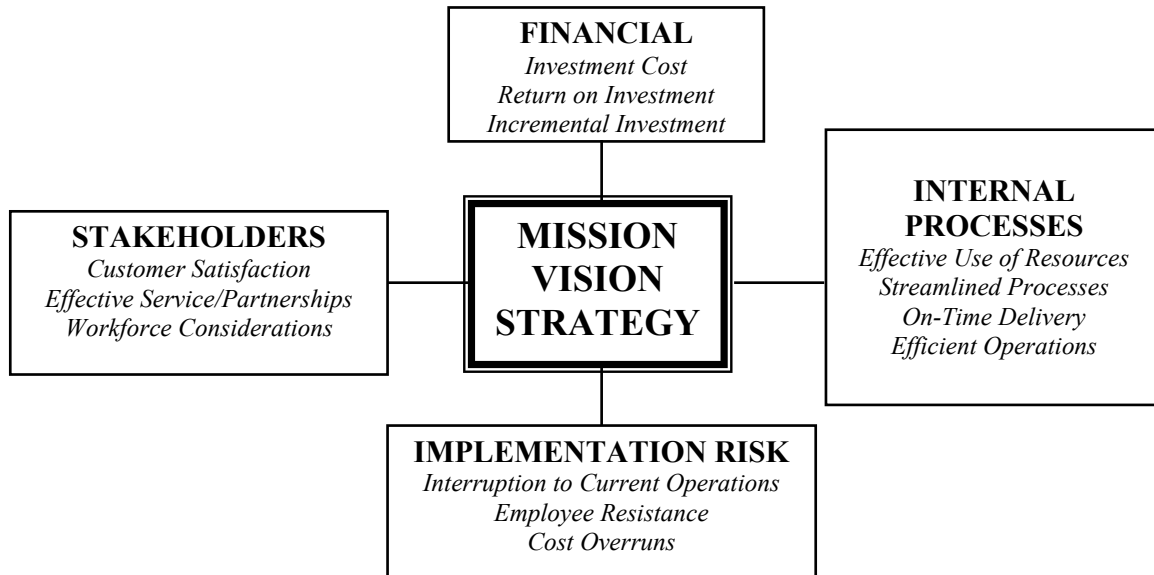 FINANCIAL
Investment Cost
Return on Investment
Incremental Investment
STAKEHOLDERS
Customer Satisfaction
Effective Service/Partnerships
Workforce Considerations
MISSION
VISION
STRATEGY
INTERNAL
PROCESSES
Effective Use of Resources
Streamlined Processes
On-Time Delivery
Efficient Operations
IMPLEMENTATION RISK
Interruption to Current Operations
Employee Resistance
Cost Overruns